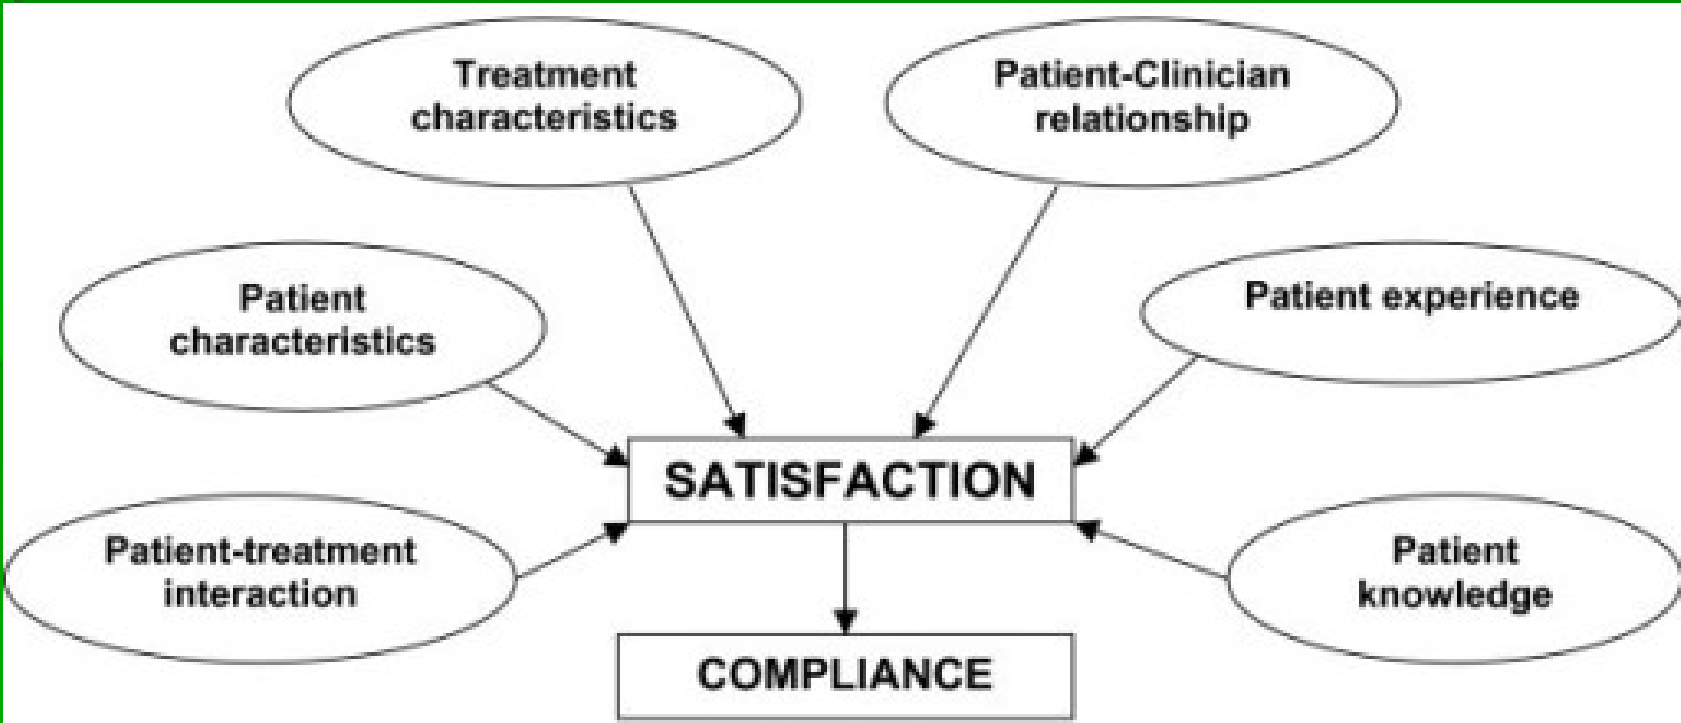 Treatment
characteristics
Patient-Clinician
relationship
Patient
characteristics
Patient experience
SATISFACTION
Patient-treatment
interaction
Patient
knowledge
COMPLIANCE